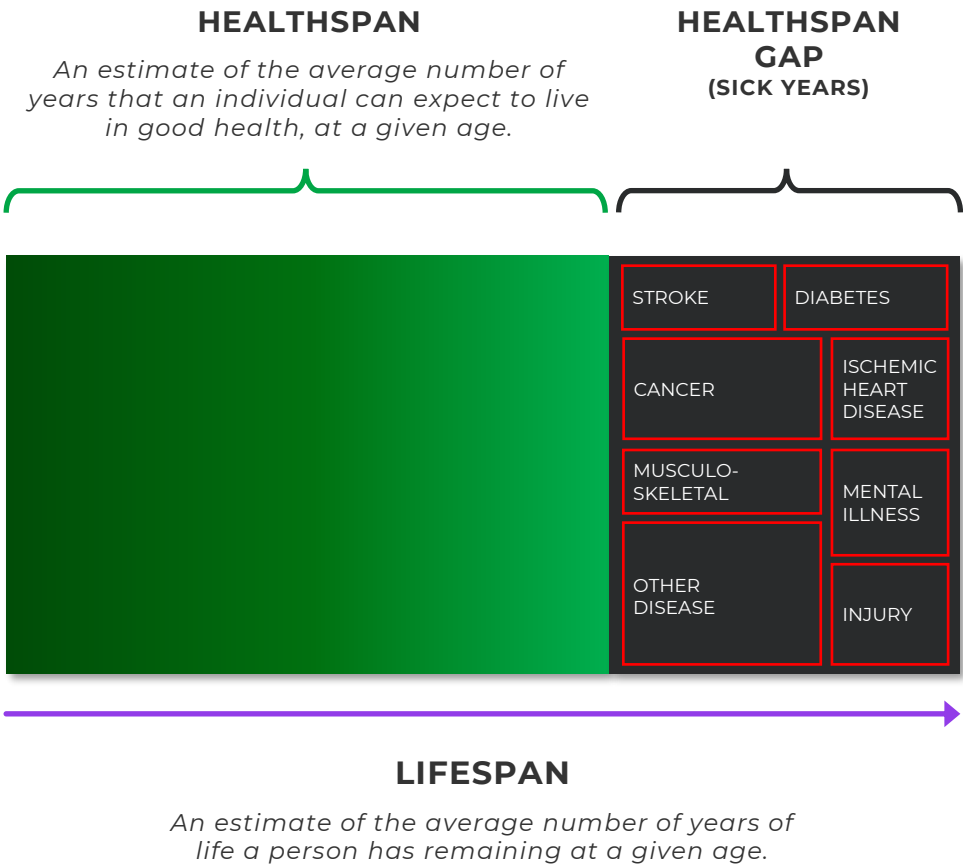 HEALTHSPAN
An estimate of the average number of
years that an individual can expect to live
in good health, at a given age.
HEALTHSPAN
GAP
(SICK YEARS)
STROKE
DIABETES
CANCER
ISCHEMIC
HEART
DISEASE
MUSCULO-
SKELETAL
MENTAL
ILLNESS
OTHER
DISEASE
INJURY
LIFESPAN
An estimate of the average number of years of
life a person has remaining at a given age.